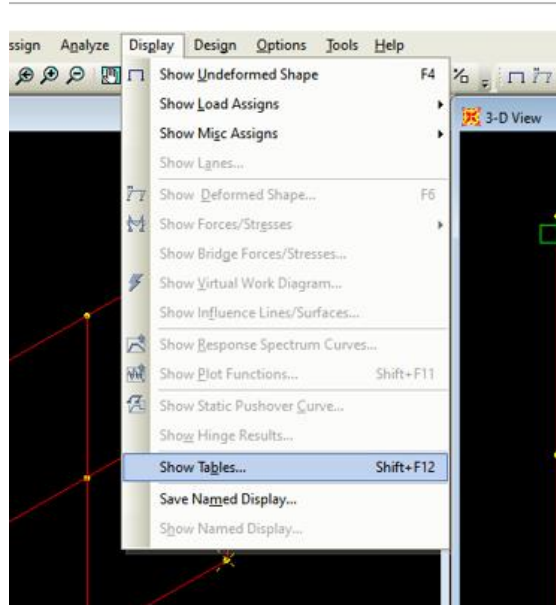 ssign Analyze Display Design Options Tools Help
Show Undeformed Shape F4
Show Load Assigns
Show Misc Assigns
Show Lanes...
Show Deformed Shape... F6
Show Forces/Stresses
Show Bridge Forces/Stresses...
Show Virtual Work Diagram...
Show Influence Lines/Surfaces...
Show Response Spectrum Curves...
Show Plot Functions... Shift+F11
Show Static Pushover Curve...
Show Hinge Results...
Show Tables... Shift+F12
Save Named Display...
Show Named Display...
3-D View